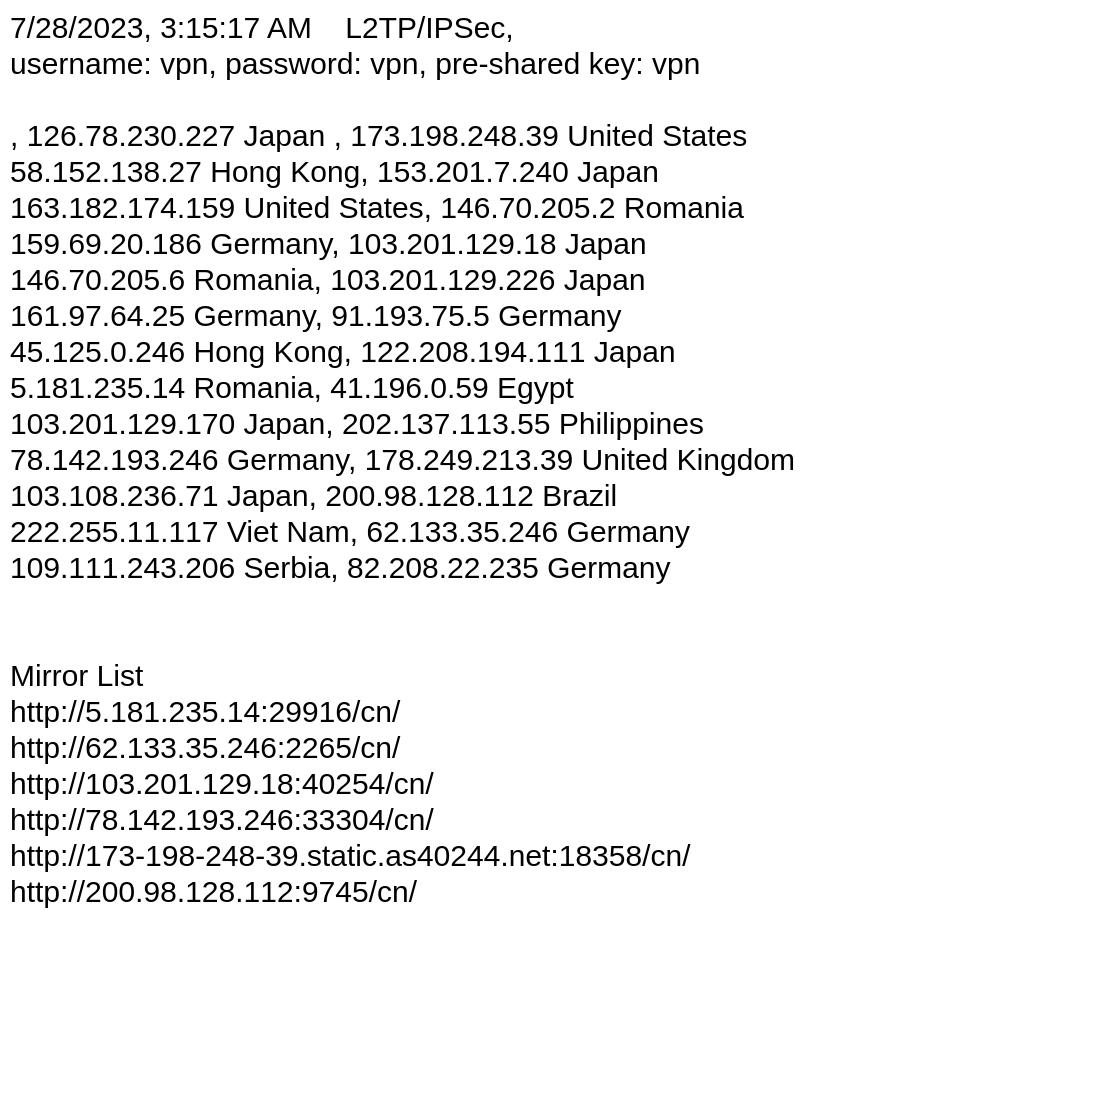 7/28/2023, 3:15:17 AM    L2TP/IPSec,
username: vpn, password: vpn, pre-shared key: vpn
, 126.78.230.227 Japan , 173.198.248.39 United States
58.152.138.27 Hong Kong, 153.201.7.240 Japan
163.182.174.159 United States, 146.70.205.2 Romania
159.69.20.186 Germany, 103.201.129.18 Japan
146.70.205.6 Romania, 103.201.129.226 Japan
161.97.64.25 Germany, 91.193.75.5 Germany
45.125.0.246 Hong Kong, 122.208.194.111 Japan
5.181.235.14 Romania, 41.196.0.59 Egypt
103.201.129.170 Japan, 202.137.113.55 Philippines
78.142.193.246 Germany, 178.249.213.39 United Kingdom
103.108.236.71 Japan, 200.98.128.112 Brazil
222.255.11.117 Viet Nam, 62.133.35.246 Germany
109.111.243.206 Serbia, 82.208.22.235 Germany
Mirror List
http://5.181.235.14:29916/cn/
http://62.133.35.246:2265/cn/
http://103.201.129.18:40254/cn/
http://78.142.193.246:33304/cn/
http://173-198-248-39.static.as40244.net:18358/cn/
http://200.98.128.112:9745/cn/